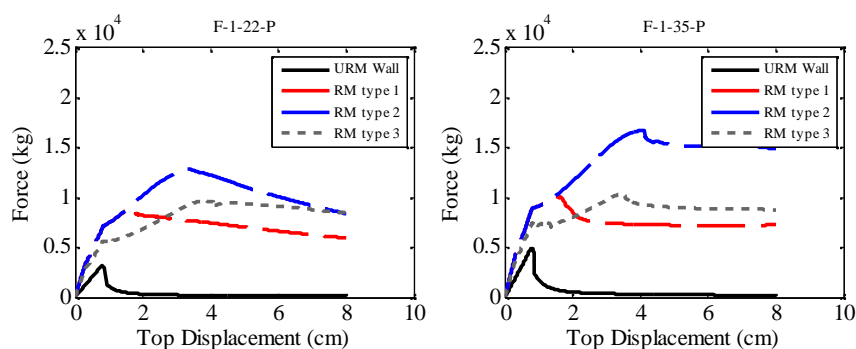 F-1-22-P
x 10^4
2.5
2
1.5
1
0.5
0
Force (kg)
0 2 4 6 8 10
Top Displacement (cm)
URM Wall
RM type 1
RM type 2
RM type 3
F-1-35-P
x 10^4
2.5
2
1.5
1
0.5
0
Force (kg)
0 2 4 6 8 10
Top Displacement (cm)
URM Wall
RM type 1
RM type 2
RM type 3